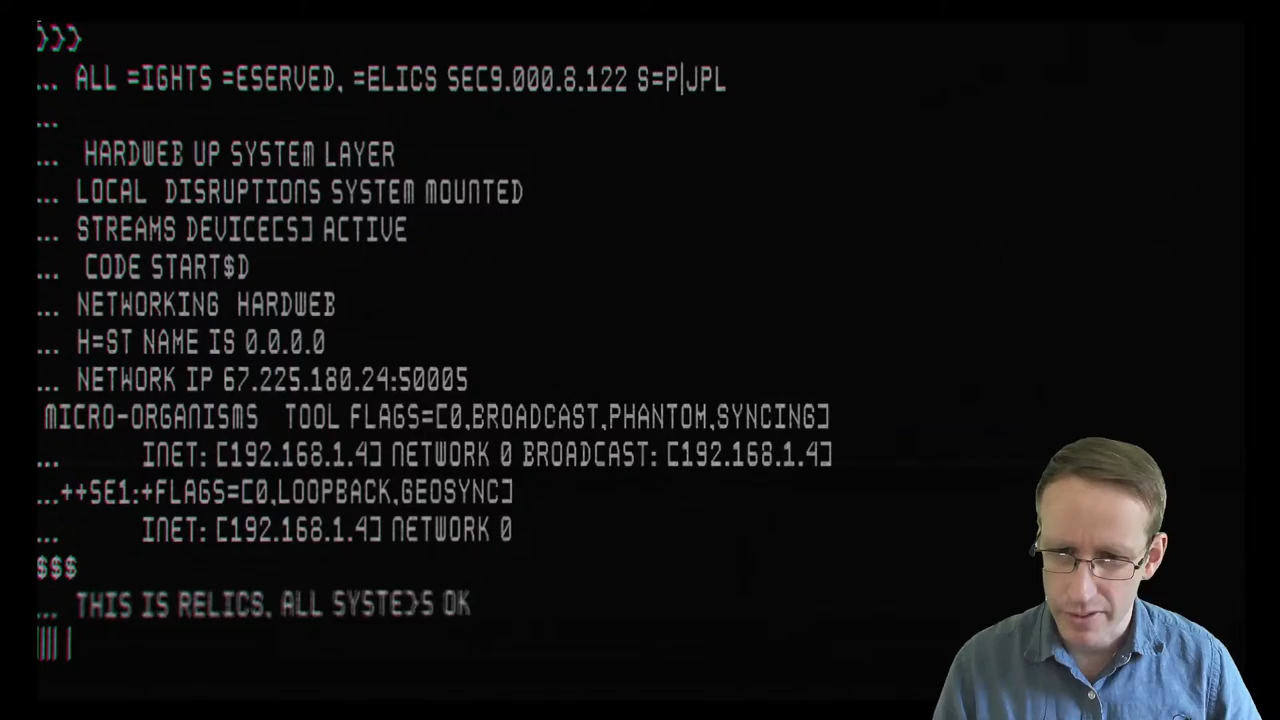 }}}
... ALL =IGHTS =ESERVED, =ELICS SEC9.000.8.122 S=P|JPL
...
... HARDWEB UP SYSTEM LAYER
... LOCAL DISRUPTIONS SYSTEM MOUNTED
... STREAMS DEVICE[S] ACTIVE
... CODE START$D
... NETWORKING HARDWEB
... H=ST NAME IS 0.0.0.0
... NETWORK IP 67.225.180.24:50005
MICRO-ORGANISMS TOOL FLAGS=[0,BROADCAST,PHANTOM,SYNCING]
... INET: [192.168.1.4] NETWORK 0 BROADCAST: [192.168.1.4]
...++SE1:+FLAGS=[0,LOOPBACK,GEOSYNC]
... INET: [192.168.1.4] NETWORK 0
$$$
... THIS IS RELICS. ALL SYSTE}S OK
|||| |